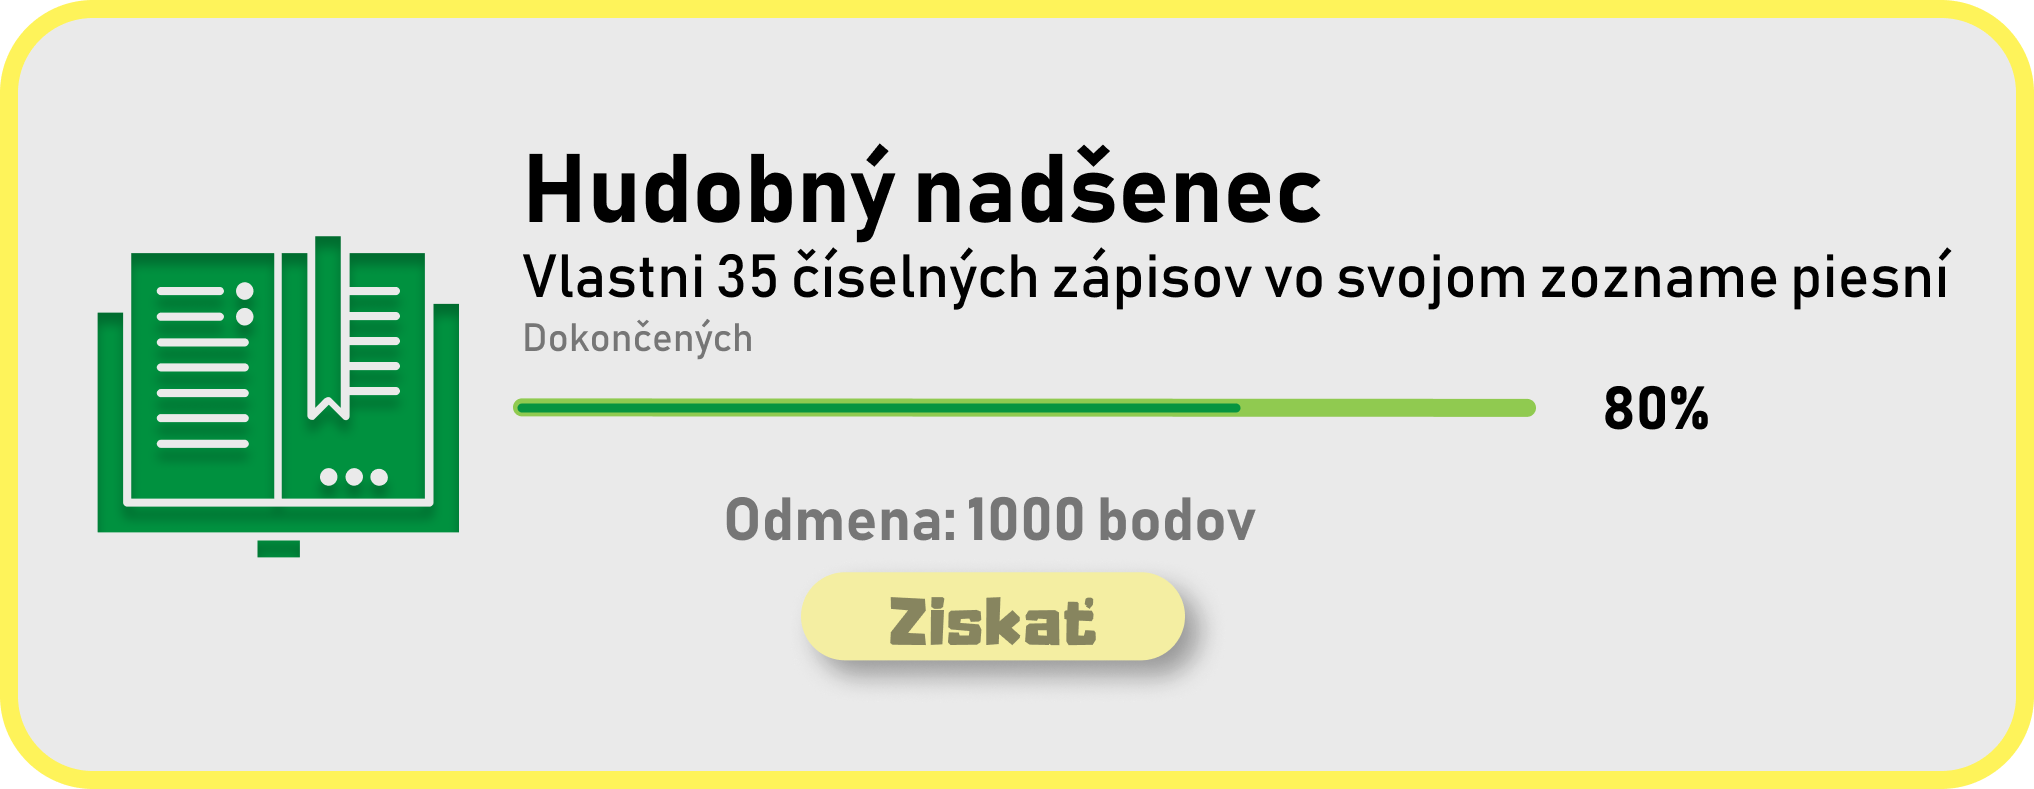 Hudobný nadšenec
Vlastni 35 číselných zápisov vo svojom zozname piesní
Dokončených
80%
Odmena: 1000 bodov
Získať